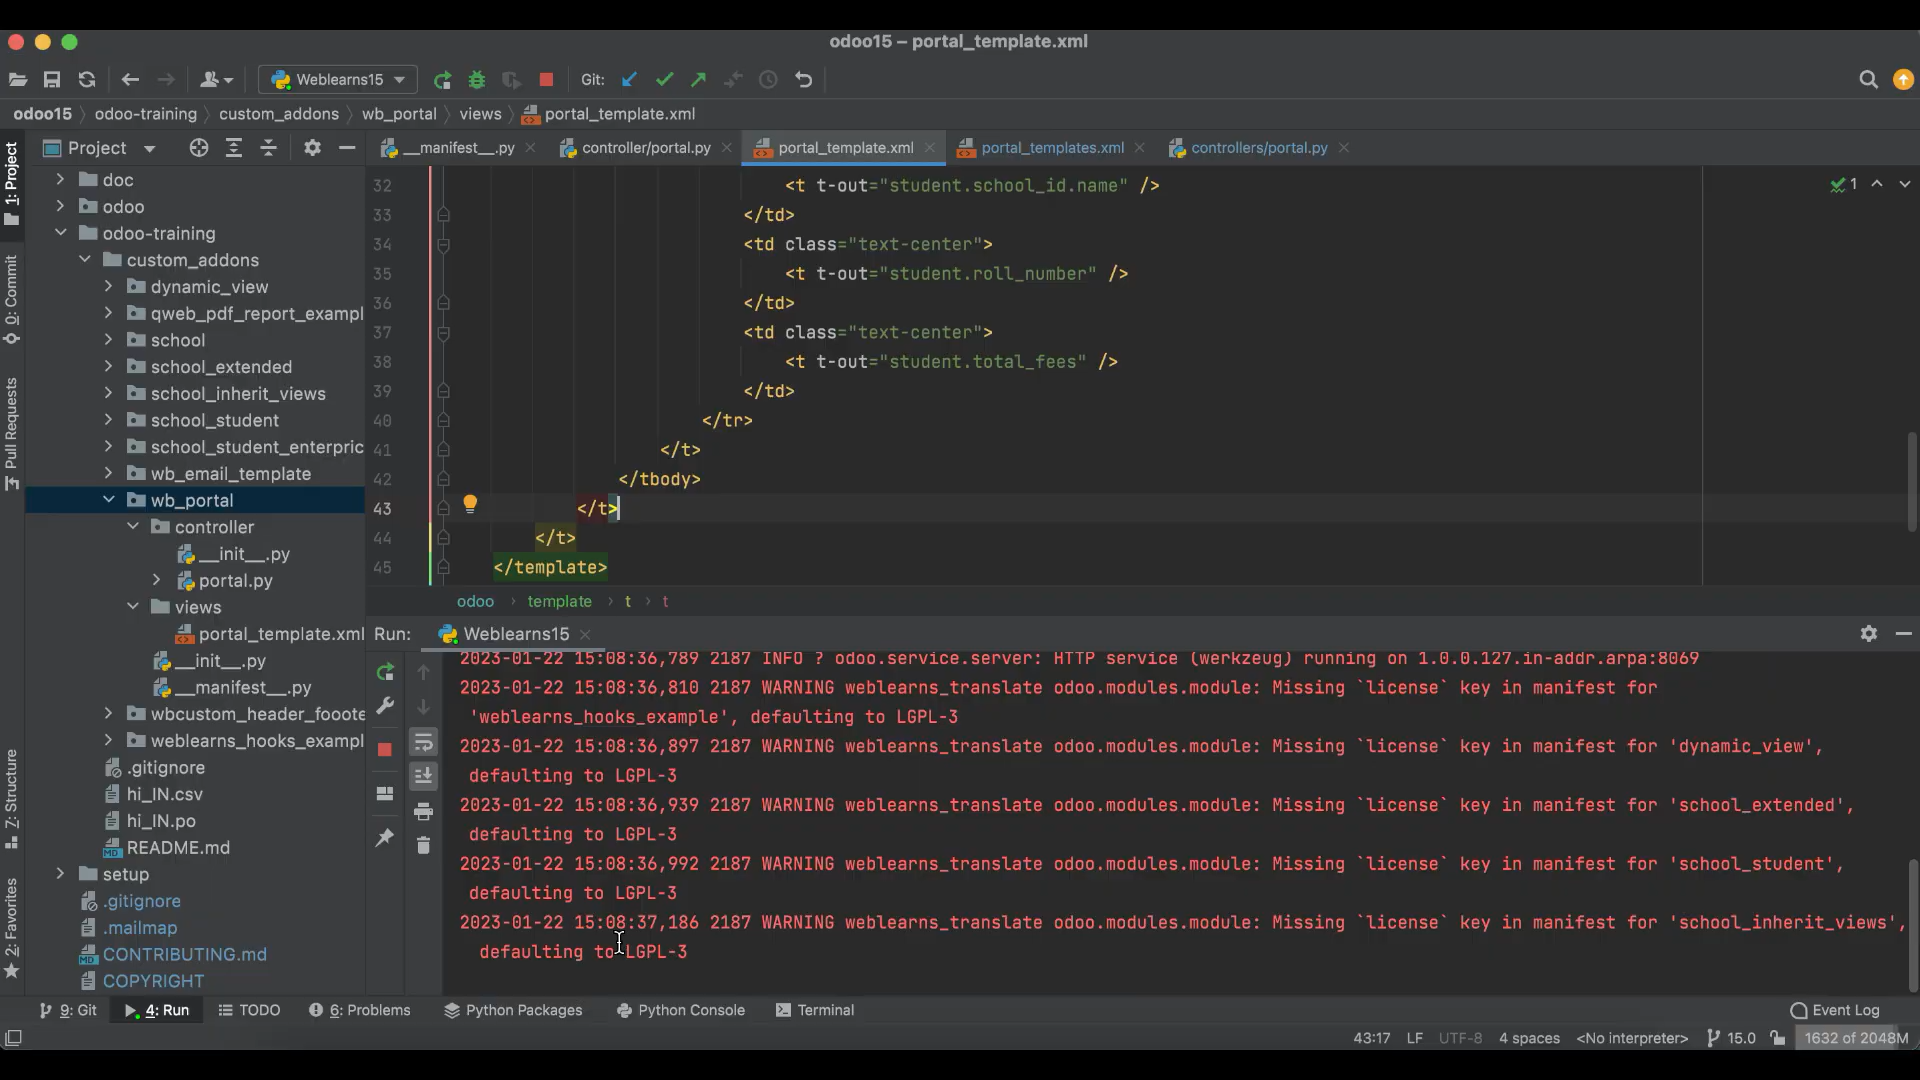 odoo15 – portal_template.xml
Weblearns15
Git:
odoo15 odoo-training custom_addons wb_portal views portal_template.xml
Project
__manifest__.py
controller/portal.py
portal_template.xml
portal_templates.xml
controllers/portal.py
1: Project
0: Commit
Pull Requests
Z: Structure
2: Favorites
doc
odoo
odoo-training
custom_addons
dynamic_view
qweb_pdf_report_exampl
school
school_extended
school_inherit_views
school_student
school_student_enterpric
wb_email_template
wb_portal
controller
__init__.py
portal.py
views
portal_template.xml
__init__.py
__manifest__.py
wbcustom_header_fooote
weblearns_hooks_exampl
.gitignore
hi_IN.csv
hi_IN.po
README.md
setup
.gitignore
.mailmap
CONTRIBUTING.md
COPYRIGHT
1
32 <t t-out="student.school_id.name" />
33 </td>
34 <td class="text-center">
35 <t t-out="student.roll_number" />
36 </td>
37 <td class="text-center">
38 <t t-out="student.total_fees" />
39 </td>
40 </tr>
41 </t>
42 </tbody>
43 </t>
44 </t>
45 </template>
odoo template t t
Run: Weblearns15
2023-01-22 15:08:36,789 2187 INFO ? odoo.service.server: HTTP service (werkzeug) running on 1.0.0.127.in-addr.arpa:8069
2023-01-22 15:08:36,810 2187 WARNING weblearns_translate odoo.modules.module: Missing `license` key in manifest for
'weblearns_hooks_example', defaulting to LGPL-3
2023-01-22 15:08:36,897 2187 WARNING weblearns_translate odoo.modules.module: Missing `license` key in manifest for 'dynamic_view',
defaulting to LGPL-3
2023-01-22 15:08:36,939 2187 WARNING weblearns_translate odoo.modules.module: Missing `license` key in manifest for 'school_extended',
defaulting to LGPL-3
2023-01-22 15:08:36,992 2187 WARNING weblearns_translate odoo.modules.module: Missing `license` key in manifest for 'school_student',
defaulting to LGPL-3
2023-01-22 15:08:37,186 2187 WARNING weblearns_translate odoo.modules.module: Missing `license` key in manifest for 'school_inherit_views',
defaulting to LGPL-3
9: Git 4: Run TODO 6: Problems Python Packages Python Console Terminal Event Log
43:17 LF UTF-8 4 spaces <No interpreter> 15.0 1632 of 2048M